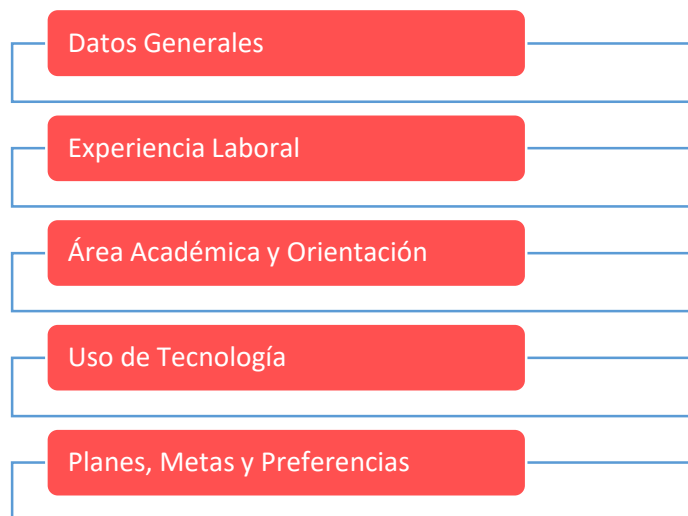 Datos Generales
Experiencia Laboral
Área Académica y Orientación
Uso de Tecnología
Planes, Metas y Preferencias